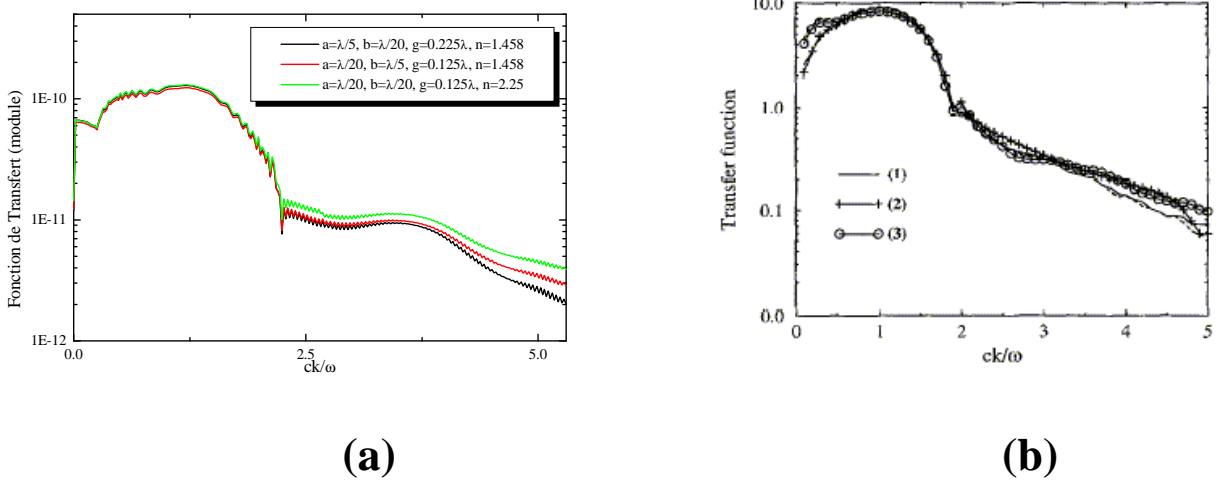 a=λ/5, b=λ/20, g=0.225λ, n=1.458
a=λ/20, b=λ/5, g=0.125λ, n=1.458
a=λ/20, b=λ/20, g=0.125λ, n=2.25
Fonction de Transfert (module)
1E-10
1E-11
1E-12
0.0 2.5 5.0
ck/ω
(a)
Transfer function
10.0
1.0
0.1
0.0
(1)
(2)
(3)
0 1 2 3 4 5
ck/ω
(b)